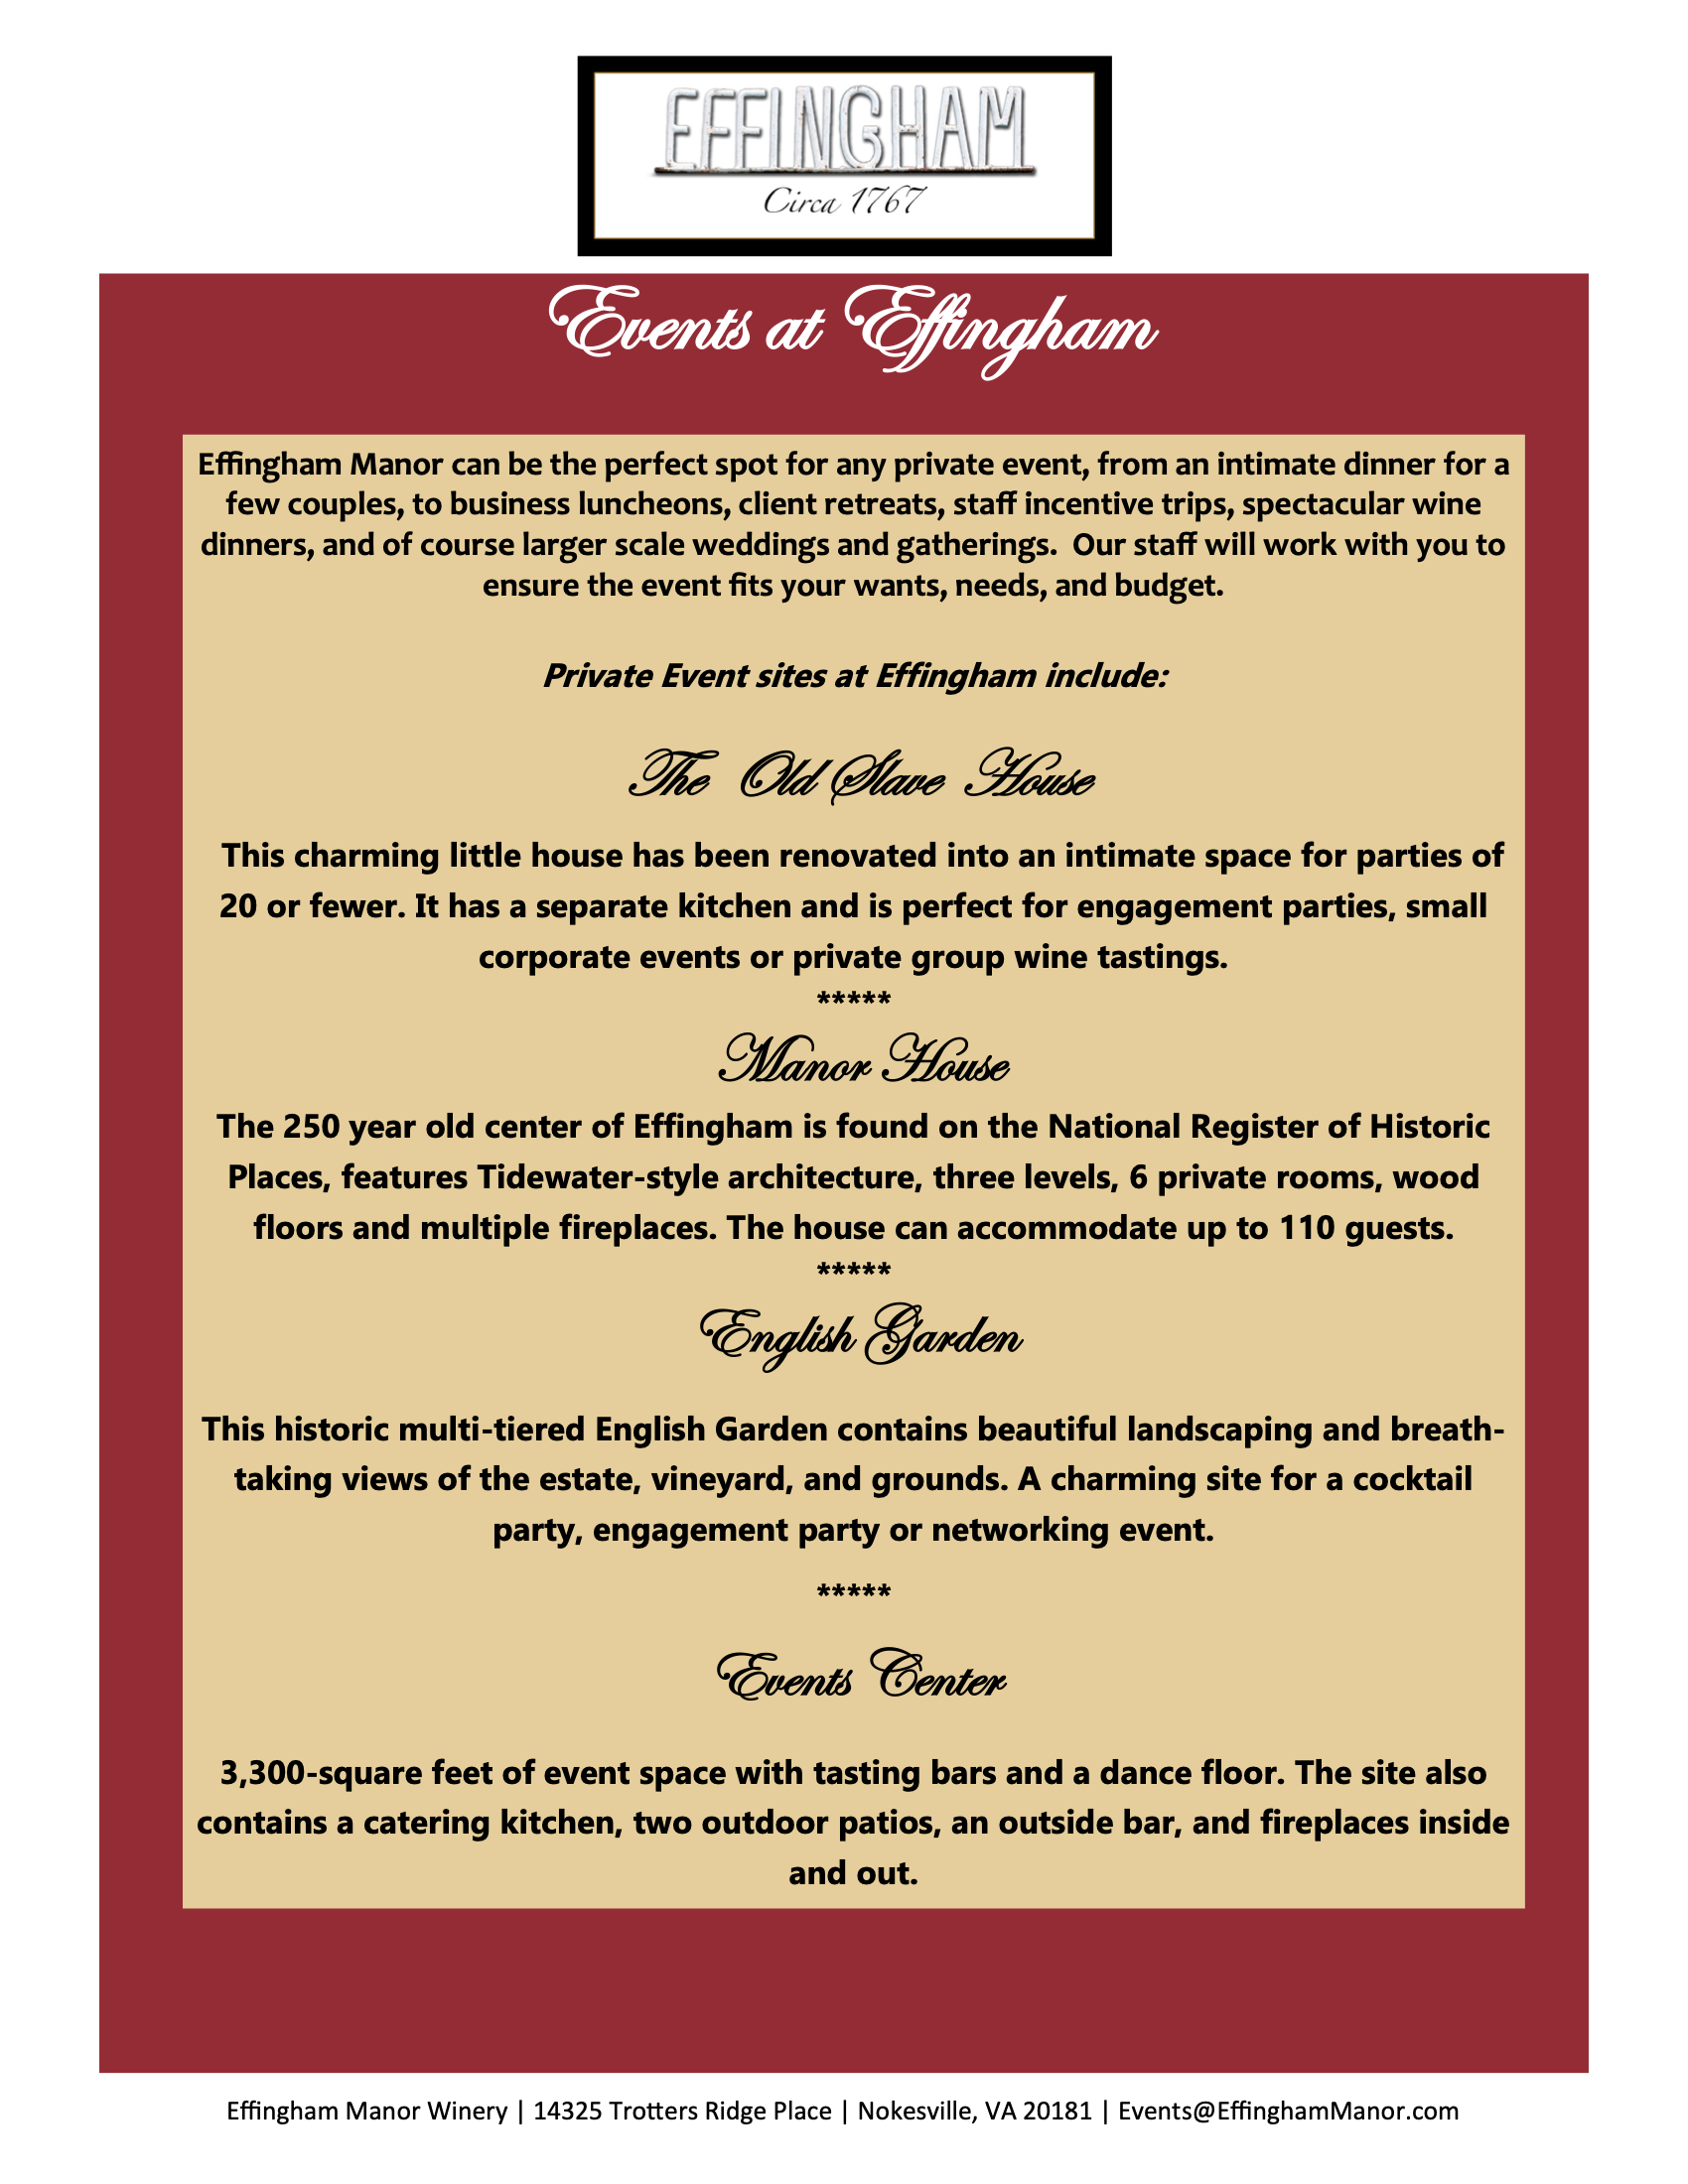 EFFINGHAM
Circa 1767
Events at Effingham
Effingham Manor can be the perfect spot for any private event, from an intimate dinner for a
few couples, to business luncheons, client retreats, staff incentive trips, spectacular wine
dinners, and of course larger scale weddings and gatherings.  Our staff will work with you to
ensure the event fits your wants, needs, and budget.
Private Event sites at Effingham include:
The Old Slave House
This charming little house has been renovated into an intimate space for parties of
20 or fewer. It has a separate kitchen and is perfect for engagement parties, small
corporate events or private group wine tastings.
*****
Manor House
The 250 year old center of Effingham is found on the National Register of Historic
Places, features Tidewater-style architecture, three levels, 6 private rooms, wood
floors and multiple fireplaces. The house can accommodate up to 110 guests.
*****
English Garden
This historic multi-tiered English Garden contains beautiful landscaping and breath-
taking views of the estate, vineyard, and grounds. A charming site for a cocktail
party, engagement party or networking event.
*****
Events Center
3,300-square feet of event space with tasting bars and a dance floor. The site also
contains a catering kitchen, two outdoor patios, an outside bar, and fireplaces inside
and out.
Effingham Manor Winery | 14325 Trotters Ridge Place | Nokesville, VA 20181 | Events@EffinghamManor.com